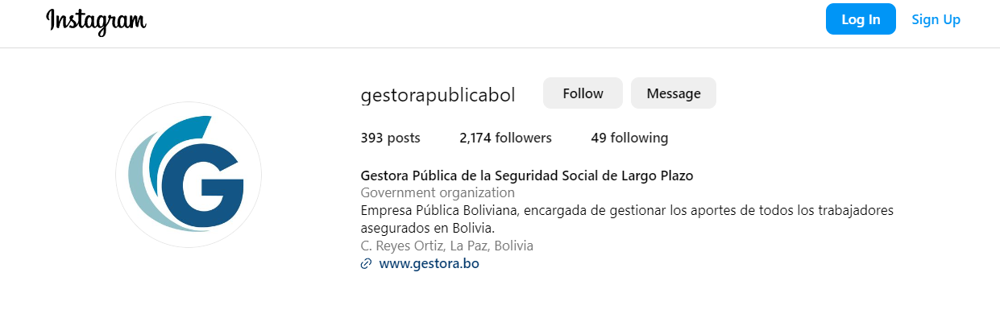 Instagram
Log In
Sign Up
gestorapublicabol
Follow
Message
393 posts
2,174 followers
49 following
Gestora Pública de la Seguridad Social de Largo Plazo
Government organization
Empresa Pública Boliviana, encargada de gestionar los aportes de todos los trabajadores
asegurados en Bolivia.
C. Reyes Ortiz, La Paz, Bolivia
www.gestora.bo
G